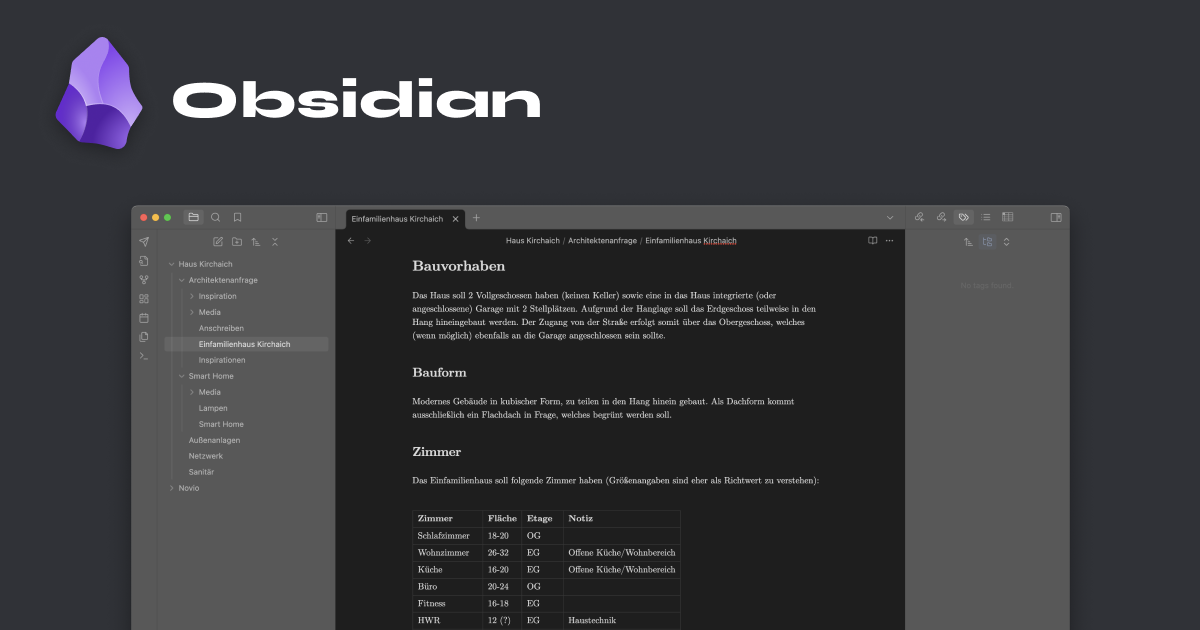 Obsidian
Einfamilienhaus Kirchaich
Haus Kirchaich / Architektenanfrage / Einfamilienhaus Kirchaich
Haus Kirchaich
Architektenanfrage
Inspiration
Media
Anschreiben
Einfamilienhaus Kirchaich
Inspirationen
Smart Home
Media
Lampen
Smart Home
Außenanlagen
Netzwerk
Sanitär
Novio
Bauvorhaben
Das Haus soll 2 Vollgeschossen haben (keinen Keller) sowie eine in das Haus integrierte (oder
angeschlossene) Garage mit 2 Stellplätzen. Aufgrund der Hanglage soll das Erdgeschoss teilweise in den
Hang hineingebaut werden. Der Zugang von der Straße erfolgt somit über das Obergeschoss, welches
(wenn möglich) ebenfalls an die Garage angeschlossen sein sollte.
Bauform
Modernes Gebäude in kubischer Form, zu teilen in den Hang hinein gebaut. Als Dachform kommt
ausschließlich ein Flachdach in Frage, welches begrünt werden soll.
Zimmer
Das Einfamilienhaus soll folgende Zimmer haben (Größenangaben sind eher als Richtwert zu verstehen):
Zimmer Fläche Etage Notiz
Schlafzimmer 18-20 OG
Wohnzimmer 26-32 EG Offene Küche/Wohnbereich
Küche 16-20 EG Offene Küche/Wohnbereich
Büro 20-24 OG
Fitness 16-18 EG
HWR 12 (?) EG Haustechnik
No tags found.